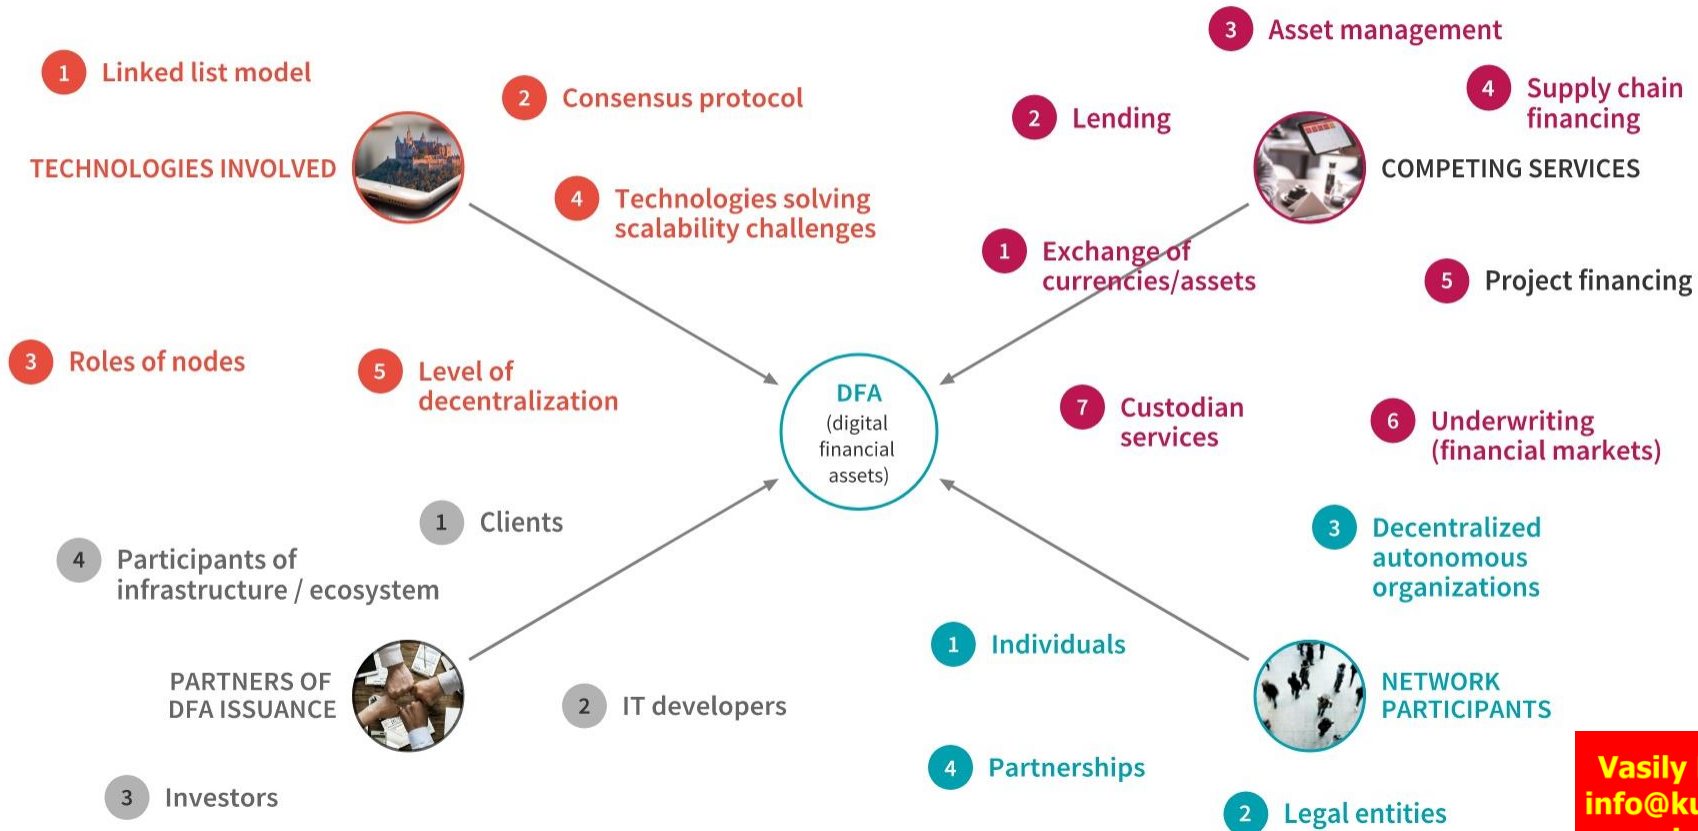 1 Linked list model
2 Consensus protocol
TECHNOLOGIES INVOLVED
4 Technologies solving
scalability challenges
3 Roles of nodes
5 Level of
decentralization
3 Asset management
4 Supply chain
financing
2 Lending
COMPETING SERVICES
1 Exchange of
currencies/assets
5 Project financing
7 Custodian
services
6 Underwriting
(financial markets)
DFA
(digital
financial
assets)
1 Clients
4 Participants of
infrastructure / ecosystem
PARTNERS OF
DFA ISSUANCE
2 IT developers
3 Investors
3 Decentralized
autonomous
organizations
1 Individuals
NETWORK
PARTICIPANTS
4 Partnerships
2 Legal entities
Vasily